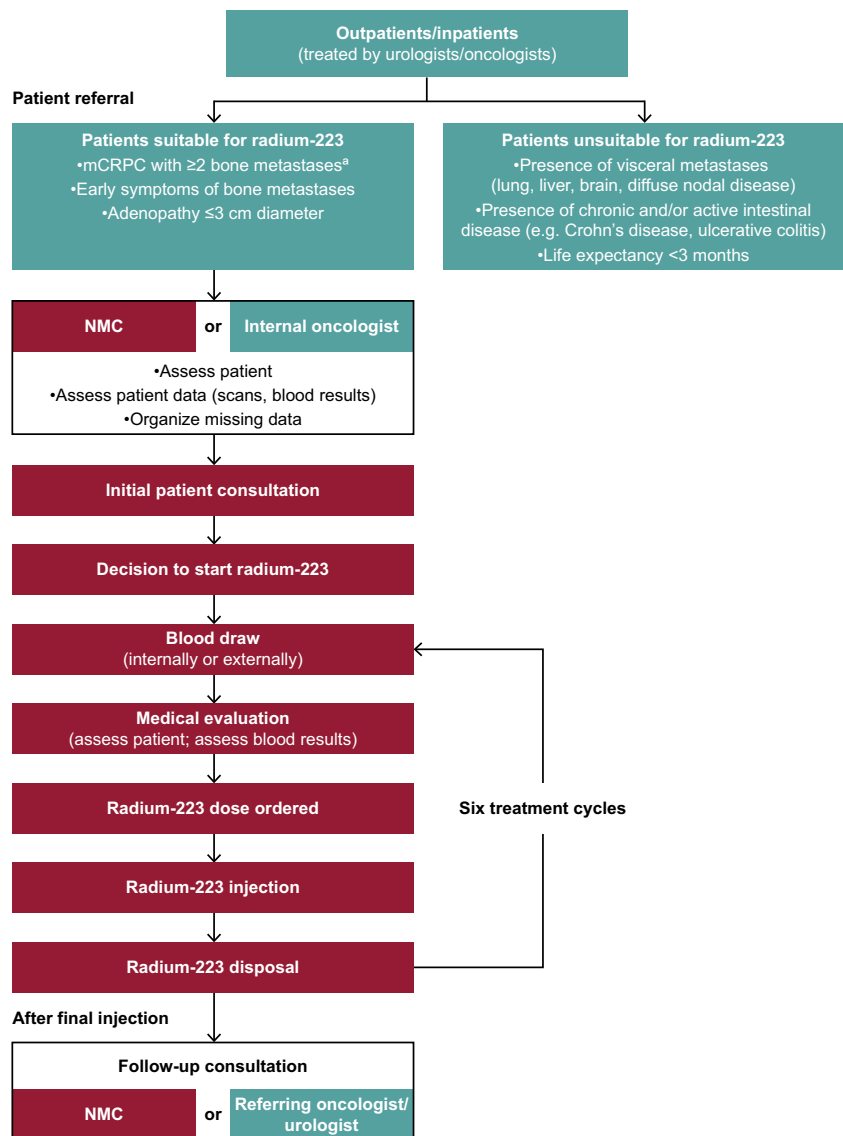 Outpatients/inpatients
(treated by urologists/oncologists)
Patient referral
Patients suitable for radium-223
•mCRPC with ≥2 bone metastasesᵃ
•Early symptoms of bone metastases
•Adenopathy ≤3 cm diameter
Patients unsuitable for radium-223
•Presence of visceral metastases
(lung, liver, brain, diffuse nodal disease)
•Presence of chronic and/or active intestinal
disease (e.g. Crohn's disease, ulcerative colitis)
•Life expectancy <3 months
NMC or Internal oncologist
•Assess patient
•Assess patient data (scans, blood results)
•Organize missing data
Initial patient consultation
Decision to start radium-223
Blood draw
(internally or externally)
Medical evaluation
(assess patient; assess blood results)
Radium-223 dose ordered
Six treatment cycles
Radium-223 injection
Radium-223 disposal
After final injection
Follow-up consultation
NMC or Referring oncologist/
urologist